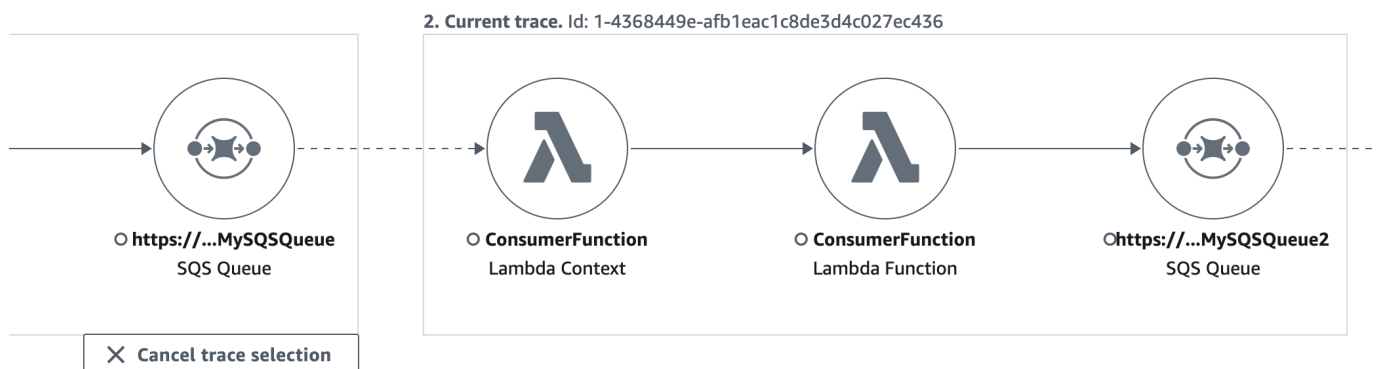 2. Current trace. Id: 1-4368449e-afb1eac1c8de3d4c027ec436
https://...MySQSQueue
SQS Queue
ConsumerFunction
Lambda Context
ConsumerFunction
Lambda Function
https://...MySQSQueue2
SQS Queue
Cancel trace selection